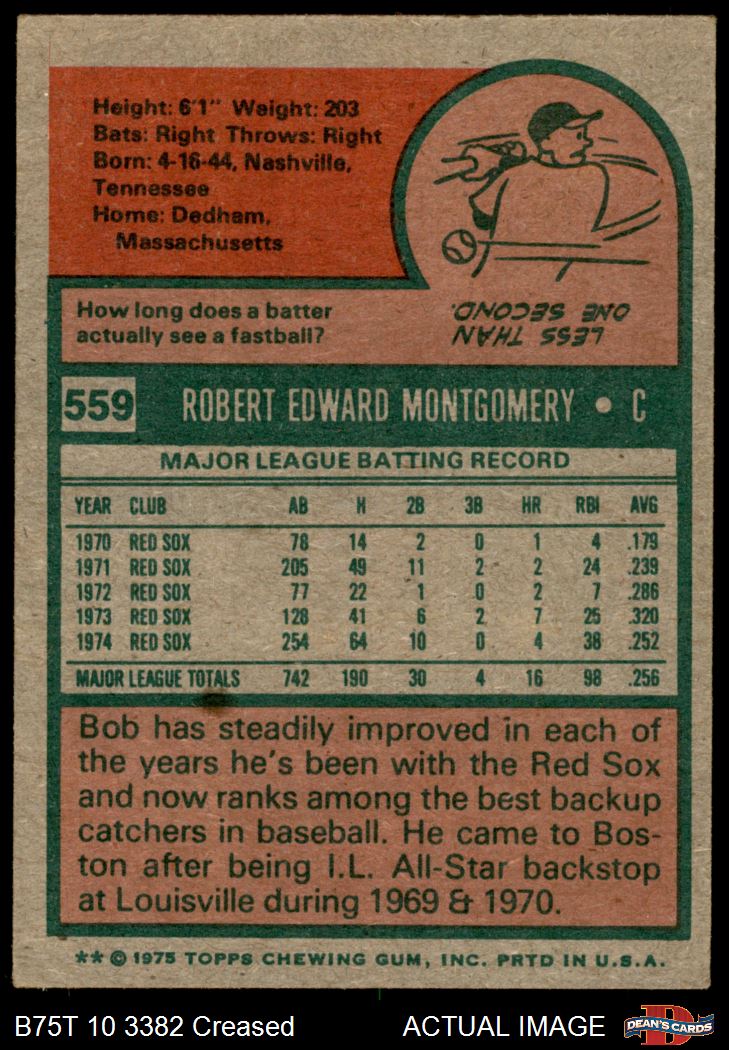 Height: 6'1" Weight: 203
Bats: Right Throws: Right
Born: 4-16-44, Nashville,
Tennessee
Home: Dedham,
Massachusetts
How long does a batter
actually see a fastball?
LESS THAN
ONE SECOND.
559 ROBERT EDWARD MONTGOMERY • C
MAJOR LEAGUE BATTING RECORD
YEAR CLUB AB H 2B 3B HR RBI AVG
1970 RED SOX 78 14 2 0 1 4 .179
1971 RED SOX 205 49 11 2 2 24 .239
1972 RED SOX 77 22 1 0 2 7 .286
1973 RED SOX 128 41 6 2 7 25 .320
1974 RED SOX 254 64 10 0 4 38 .252
MAJOR LEAGUE TOTALS 742 190 30 4 16 98 .256
Bob has steadily improved in each of
the years he's been with the Red Sox
and now ranks among the best backup
catchers in baseball. He came to Bos-
ton after being I.L. All-Star backstop
at Louisville during 1969 & 1970.
** © 1975 TOPPS CHEWING GUM, INC. PRTD IN U.S.A.
B75T 10 3382 Creased ACTUAL IMAGE
D
DEAN'S CARDS